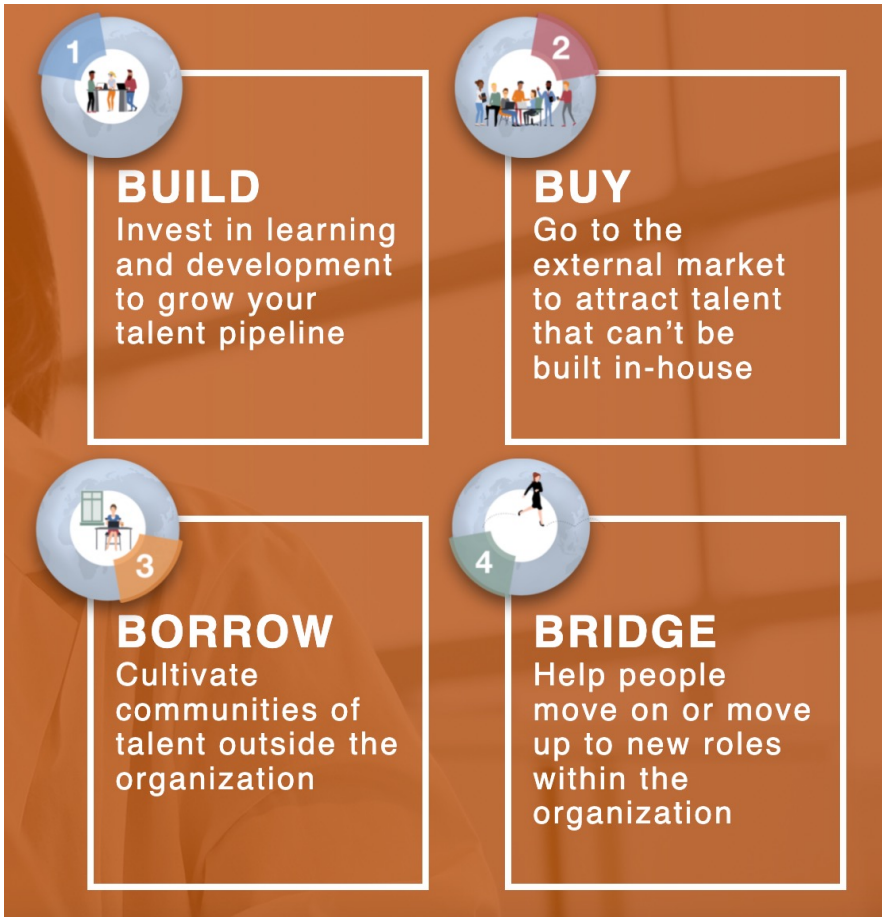 1
BUILD
Invest in learning
and development
to grow your
talent pipeline
2
BUY
Go to the
external market
to attract talent
that can't be
built in-house
3
BORROW
Cultivate
communities of
talent outside the
organization
4
BRIDGE
Help people
move on or move
up to new roles
within the
organization